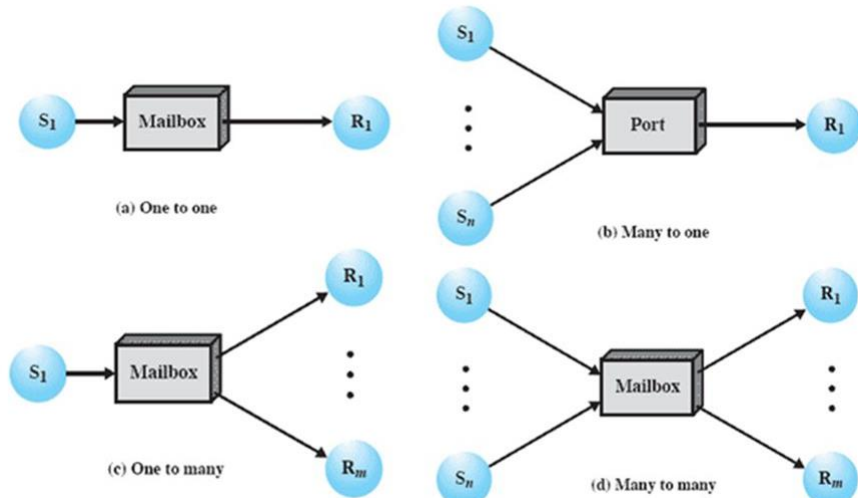 S1
Mailbox
R1
(a) One to one
S1
Sn
Port
R1
(b) Many to one
S1
Mailbox
R1
Rm
(c) One to many
S1
Sn
Mailbox
R1
Rm
(d) Many to many